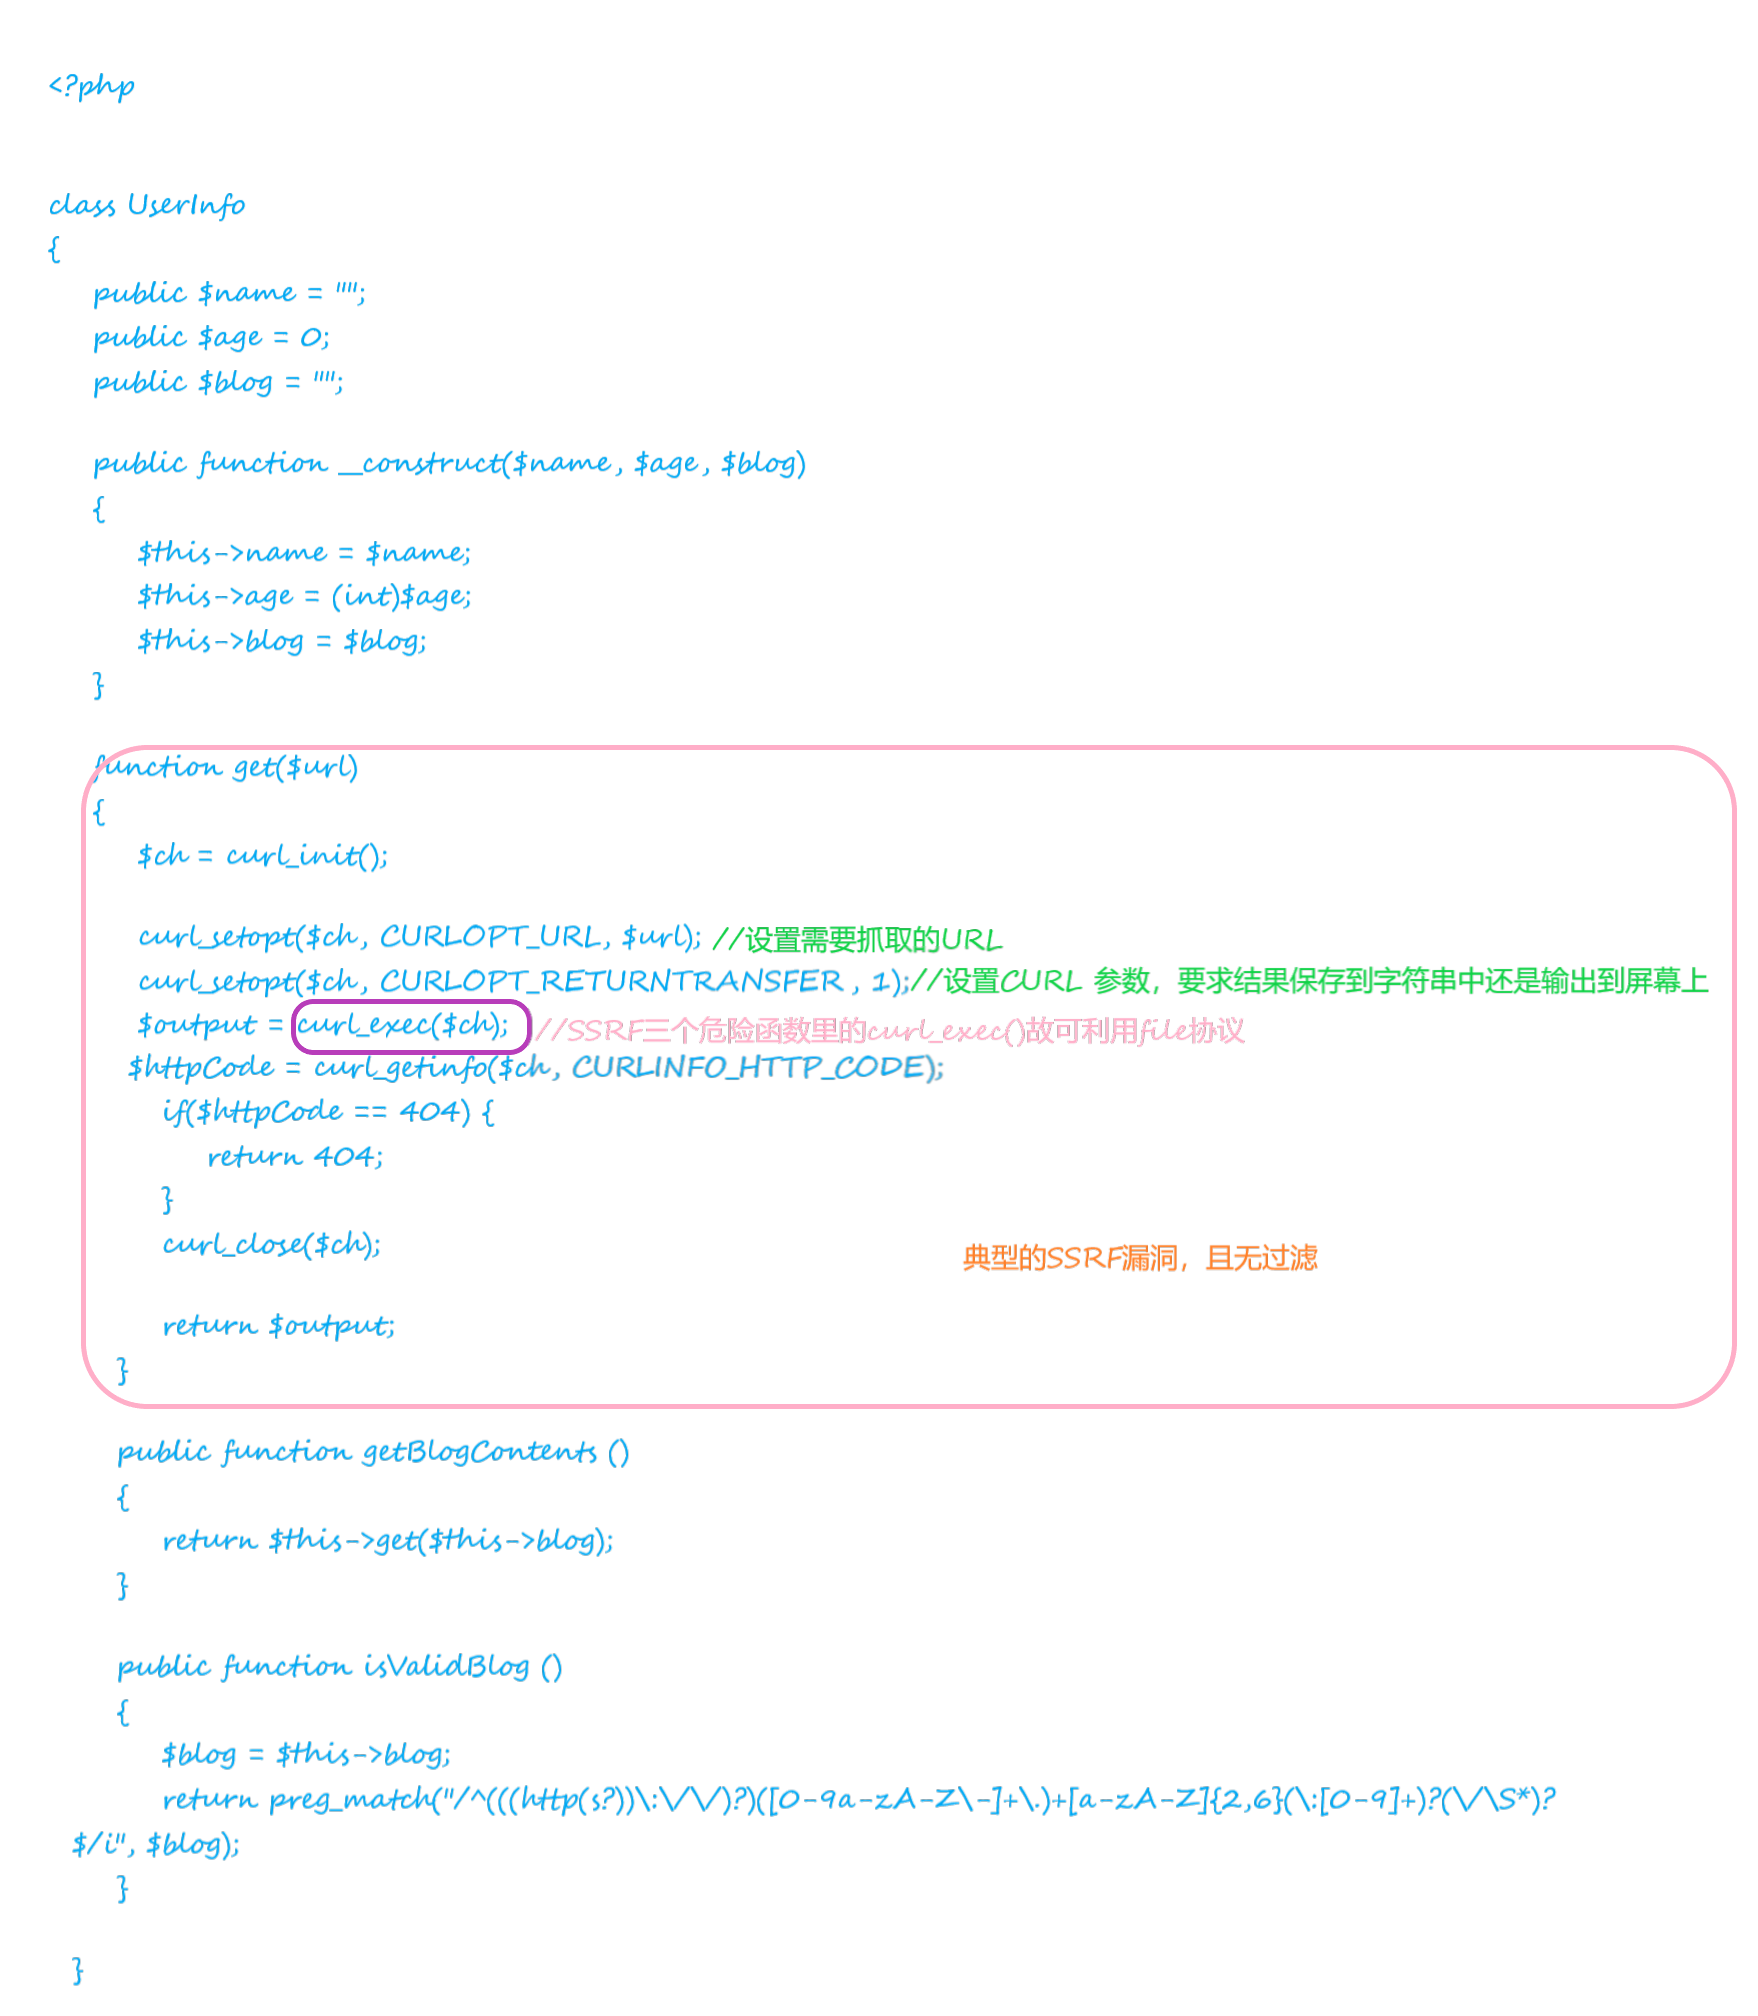 <?php
class UserInfo
{
public $name = "";
public $age = 0;
public $blog = "";
public function __construct($name, $age, $blog)
{
$this->name = $name;
$this->age = (int)$age;
$this->blog = $blog;
}
function get($url)
{
$ch = curl_init();
curl_setopt($ch, CURLOPT_URL, $url); //设置需要抓取的URL
curl_setopt($ch, CURLOPT_RETURNTRANSFER, 1);//设置CURL 参数，要求结果保存到字符串中还是输出到屏幕上
$output = curl_exec($ch); //SSRF三个危险函数里的curl_exec()故可利用file协议
$httpCode = curl_getinfo($ch, CURLINFO_HTTP_CODE);
if($httpCode == 404) {
return 404;
}
curl_close($ch);
典型的SSRF漏洞，且无过滤
return $output;
}
public function getBlogContents ()
{
return $this->get($this->blog);
}
public function isValidBlog ()
{
$blog = $this->blog;
return preg_match("/^(((http(s?))\:\/\/)?)([0-9a-zA-Z\-]+\.)+[a-zA-Z]{2,6}(\:[0-9]+)?(\/\S*)?
$/i", $blog);
}
}